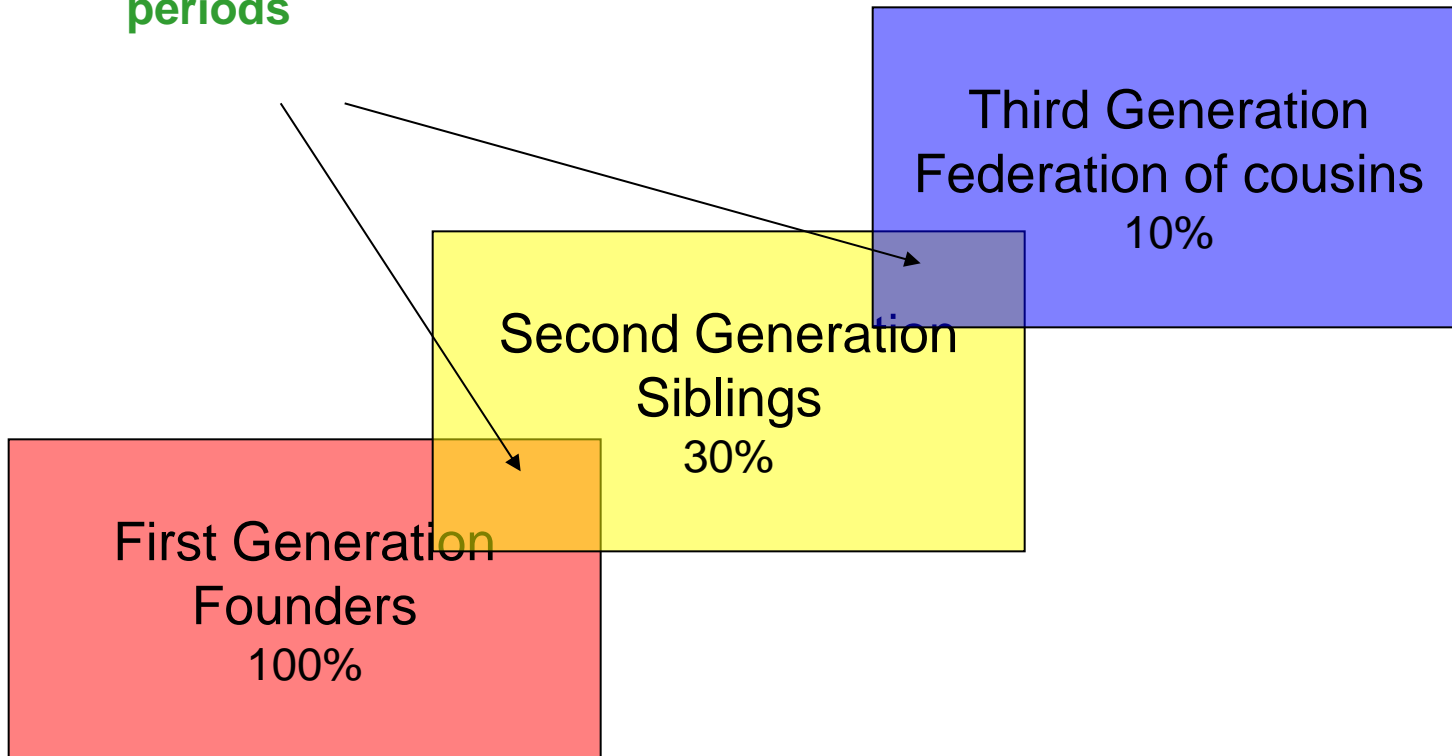 periods
Third Generation
Federation of cousins
10%
Second Generation
Siblings
30%
First Generation
Founders
100%